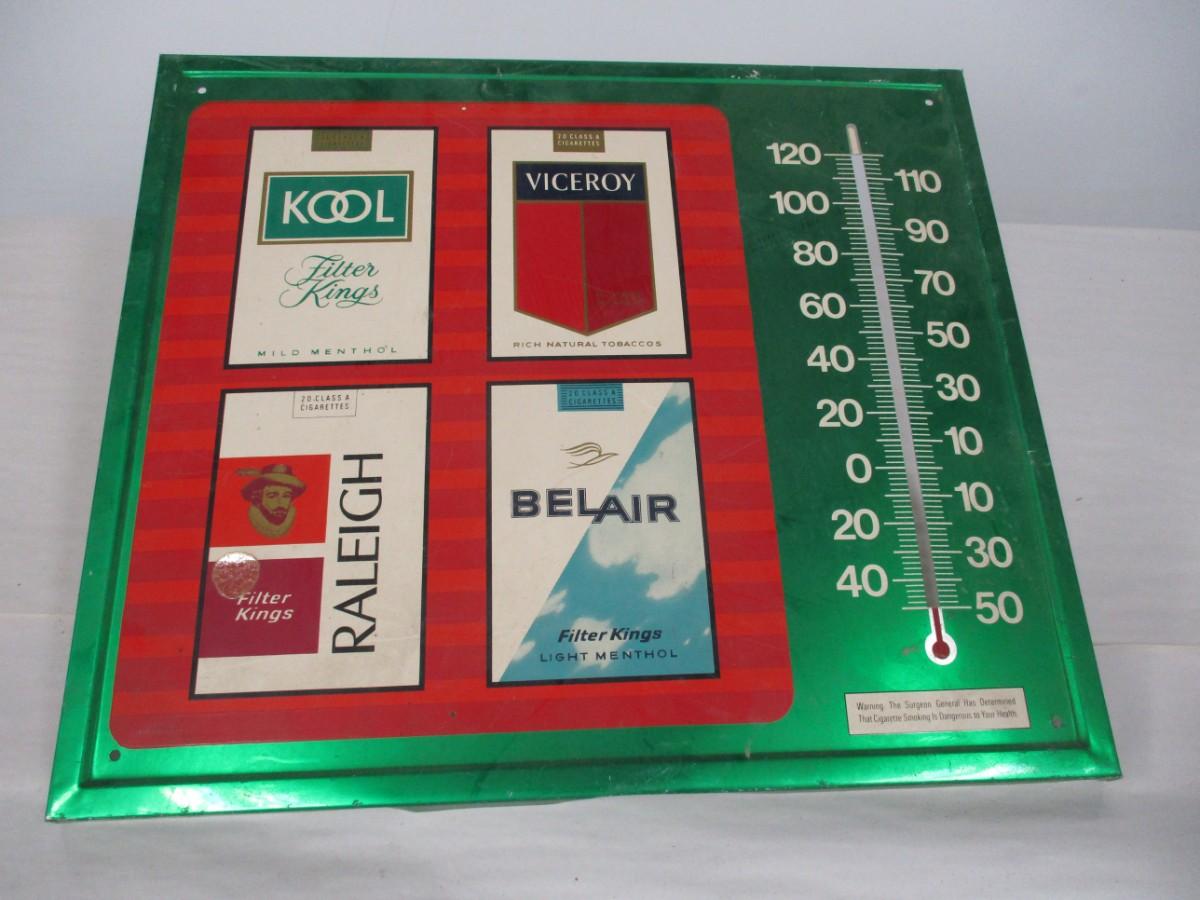 KOOL
Filter
Kings
MILD MENTHOL
20 CLASS A
CIGARETTES
VICEROY
RICH NATURAL TOBACCOS
20 CLASS A
CIGARETTES
Filter
Kings
RALEIGH
20 CLASS A
CIGARETTES
BELAIR
Filter Kings
LIGHT MENTHOL
120
110
100
90
80
70
60
50
40
30
20
10
0
10
20
30
40
50
Warning: The Surgeon General Has Determined
That Cigarette Smoking Is Dangerous to Your Health.